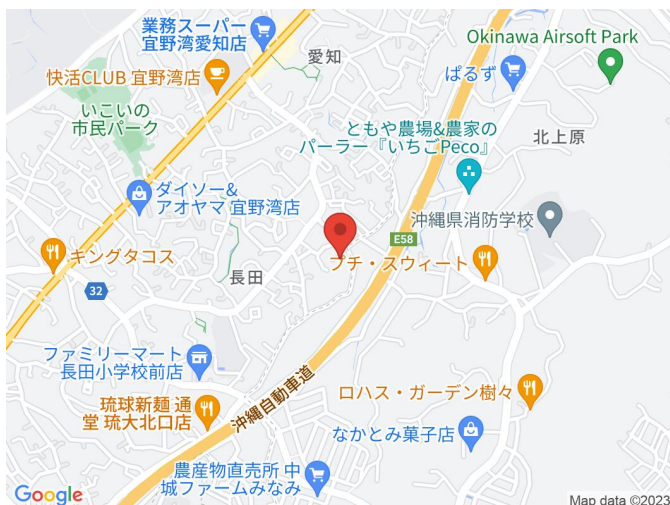 業務スーパー
宜野湾愛知店
愛知
Okinawa Airsoft Park
快活CLUB 宜野湾店
ぱるず
いこいの
市民パーク
ともや農場&農家の
パーラー『いちごPeco』
北上原
ダイソー&
アオヤマ 宜野湾店
沖縄県消防学校
E58
キングタコス
プチ・スウィート
長田
32
ファミリーマート
長田小学校前店
沖縄自動車道
ロハス・ガーデン樹々
琉球新麺 通
堂 琉大北口店
なかとみ菓子店
農産物直売所 中
城ファームみなみ
Google
Map data ©2023